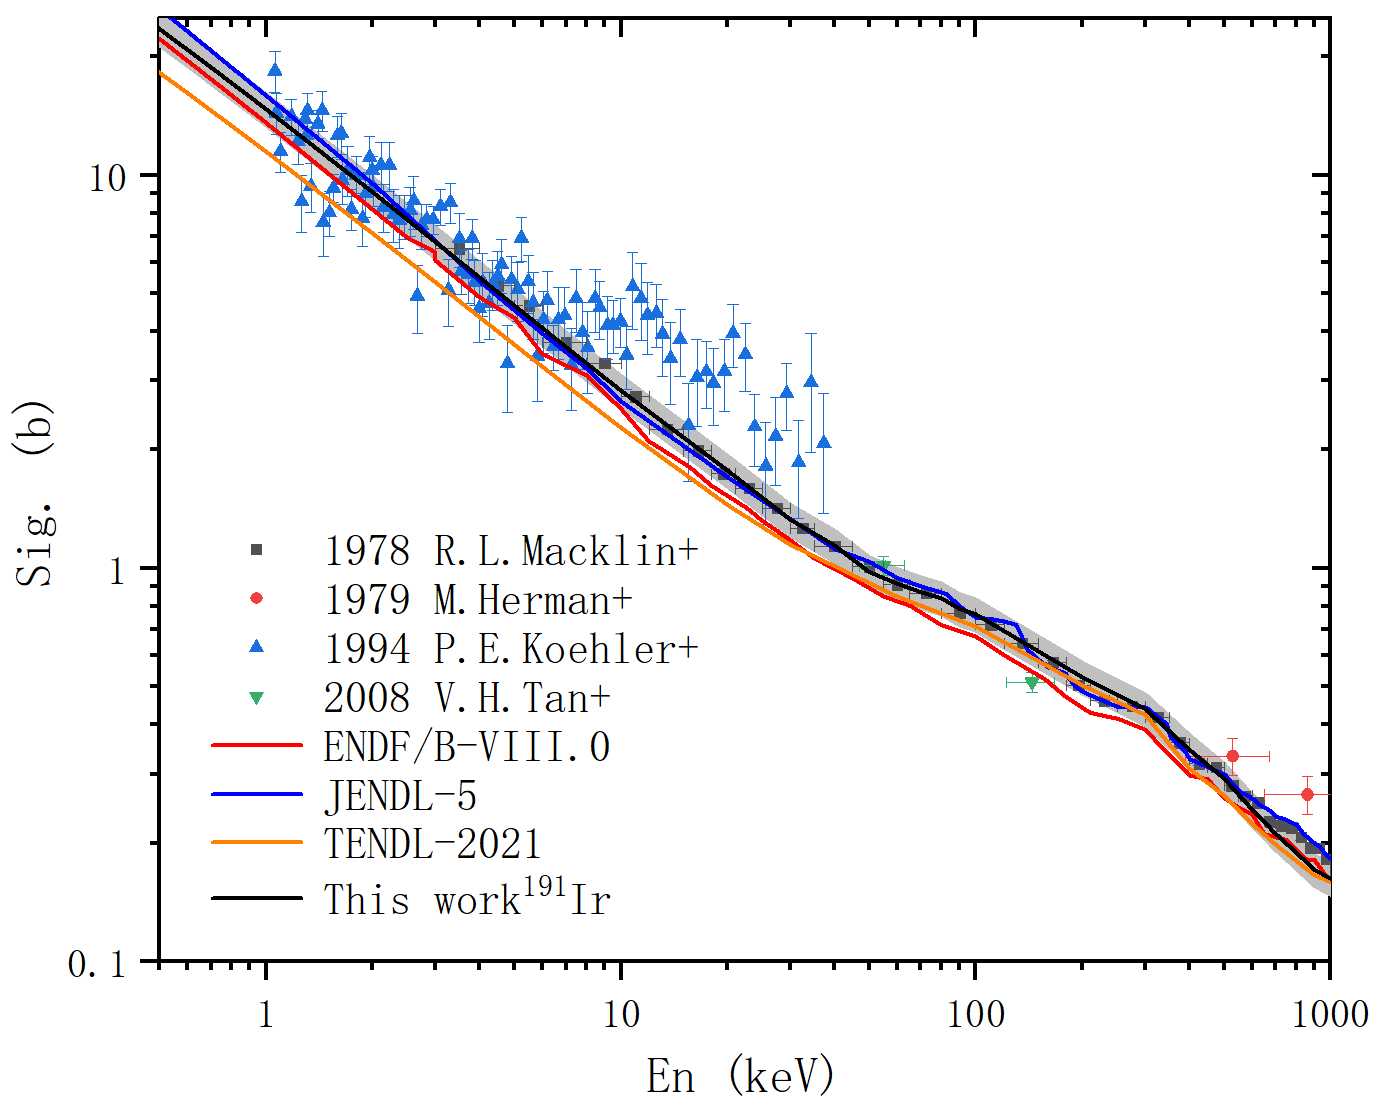 10
1
0.1
Sig. (b)
1978 R.L.Macklin+
1979 M.Herman+
1994 P.E.Koehler+
2008 V.H.Tan+
ENDF/B-VIII.0
JENDL-5
TENDL-2021
This work¹⁹¹Ir
1 10 100 1000
En (keV)